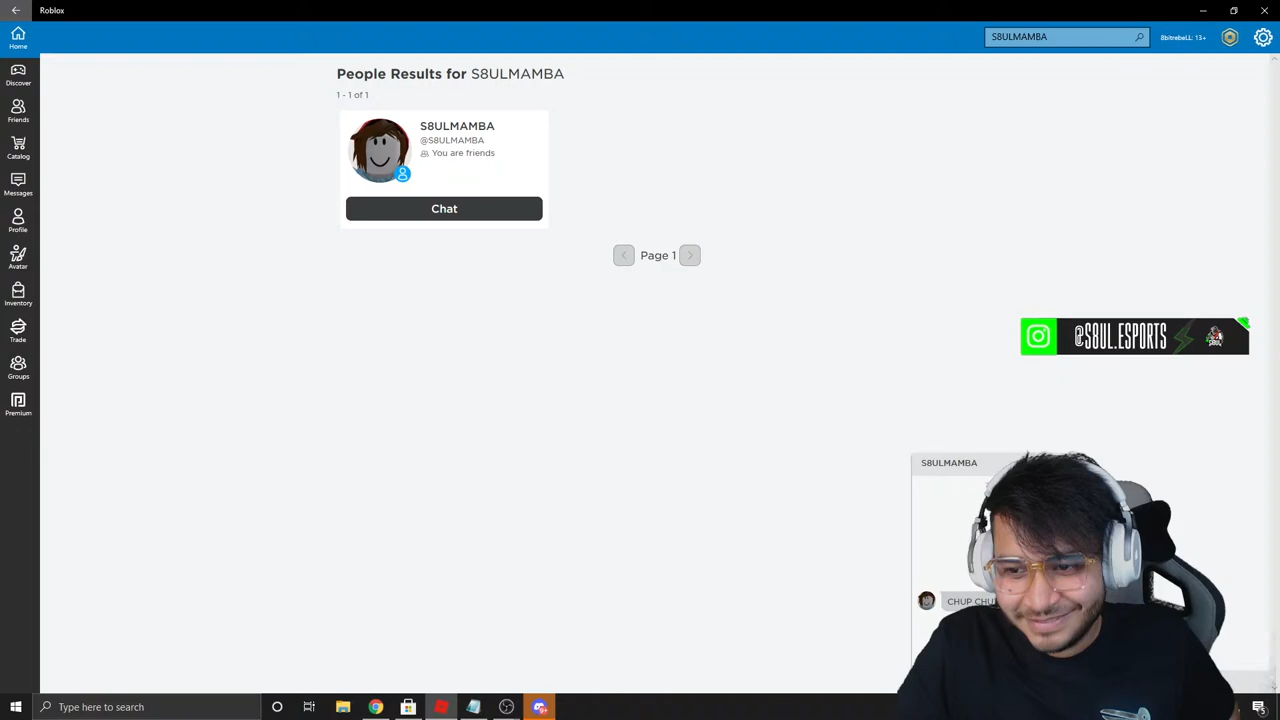 Roblox
Home
Discover
Friends
Catalog
Messages
Profile
Avatar
Inventory
Trade
Groups
Premium
S8ULMAMBA
8bitrebeLL: 13+
People Results for S8ULMAMBA
1 - 1 of 1
S8ULMAMBA
@S8ULMAMBA
You are friends
Chat
Page 1
@S8UL.ESPORTS
S8ULMAMBA
CHUP
Type here to search
9+
5